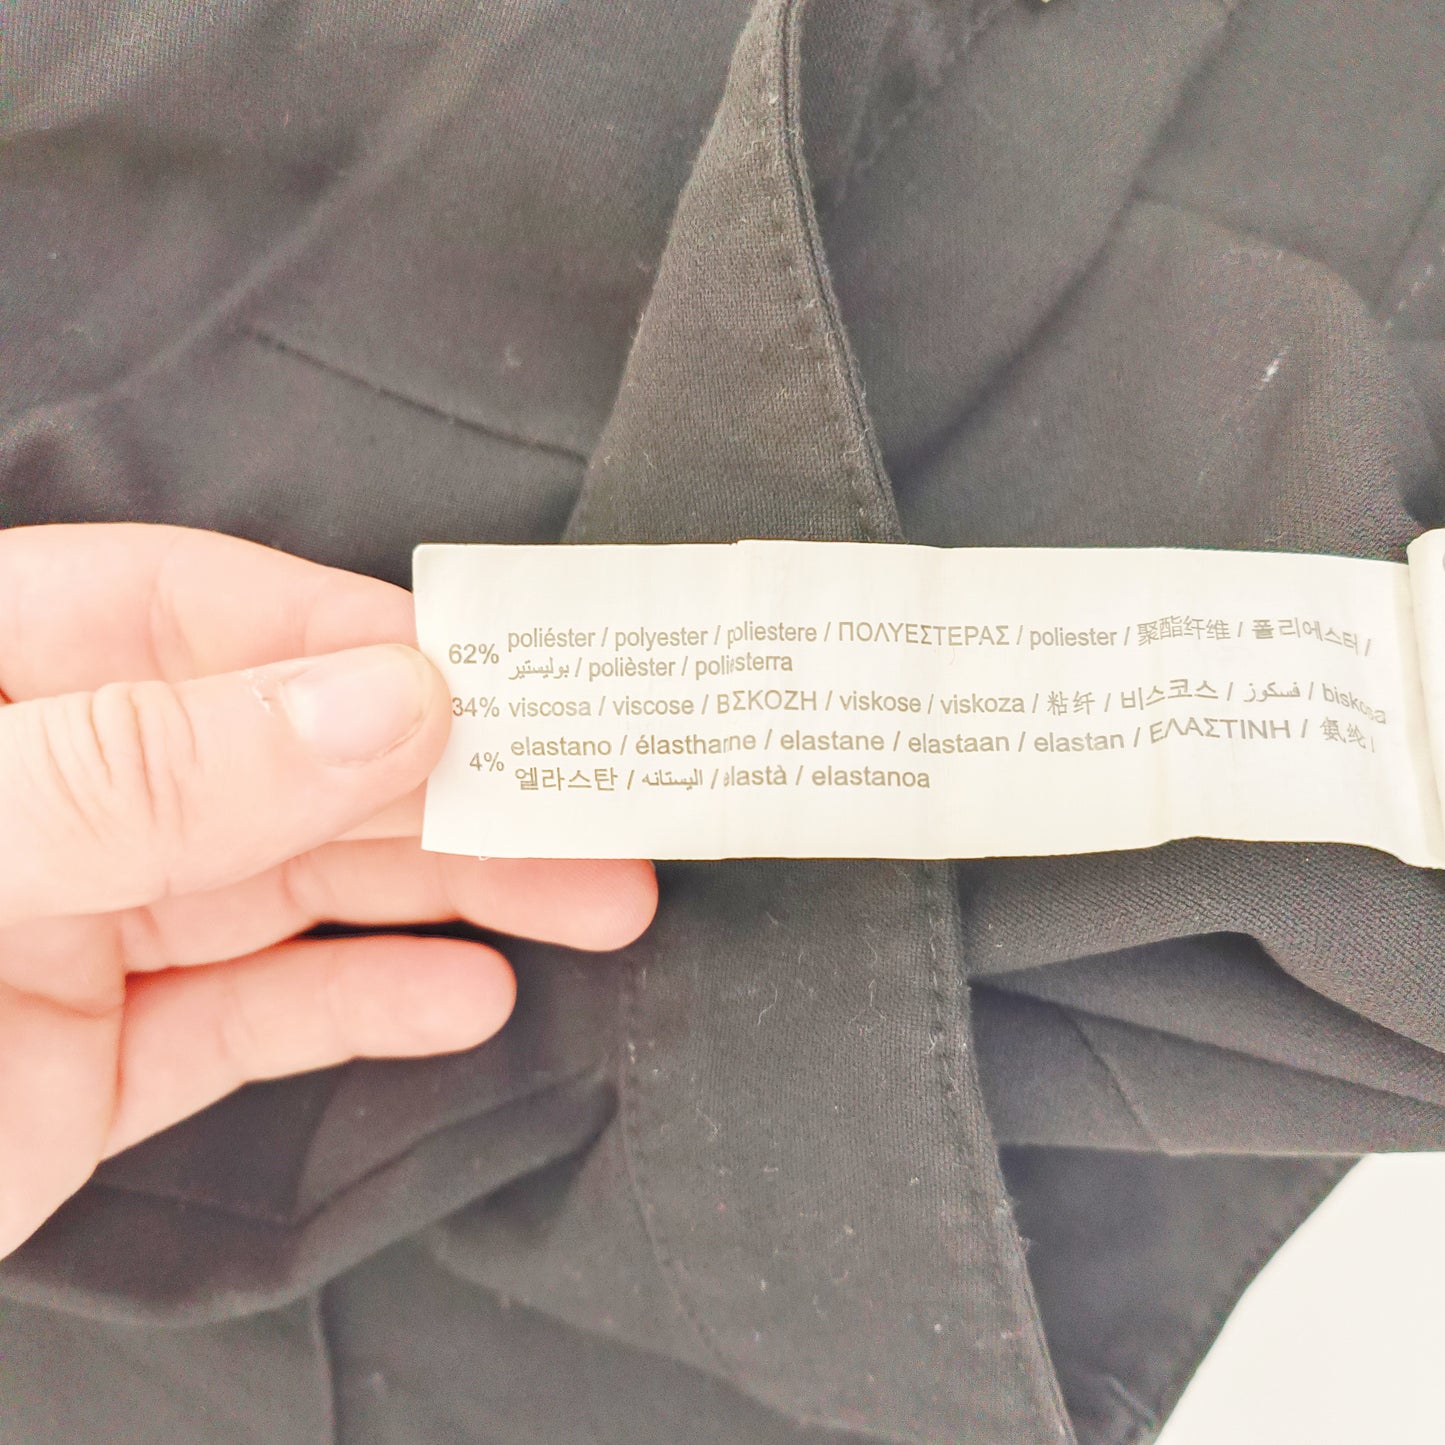 62% poliéster / polyester / poliestere / ΠΟΛΥΕΣΤΕΡΑΣ / poliester / 聚酯纤维 / 폴리에스터 /
بوليستير / polièster / poliesterra
34% viscosa / viscose / ΒΣΚΟΖΗ / viskose / viskoza / 粘纤 / 비스코스 / فسكوز / biskosa
4% elastano / élasthanne / elastane / elastaan / elastan / ΕΛΑΣΤΙΝΗ / 氨纶 /
엘라스탄 / اليستانه / elastà / elastanoa